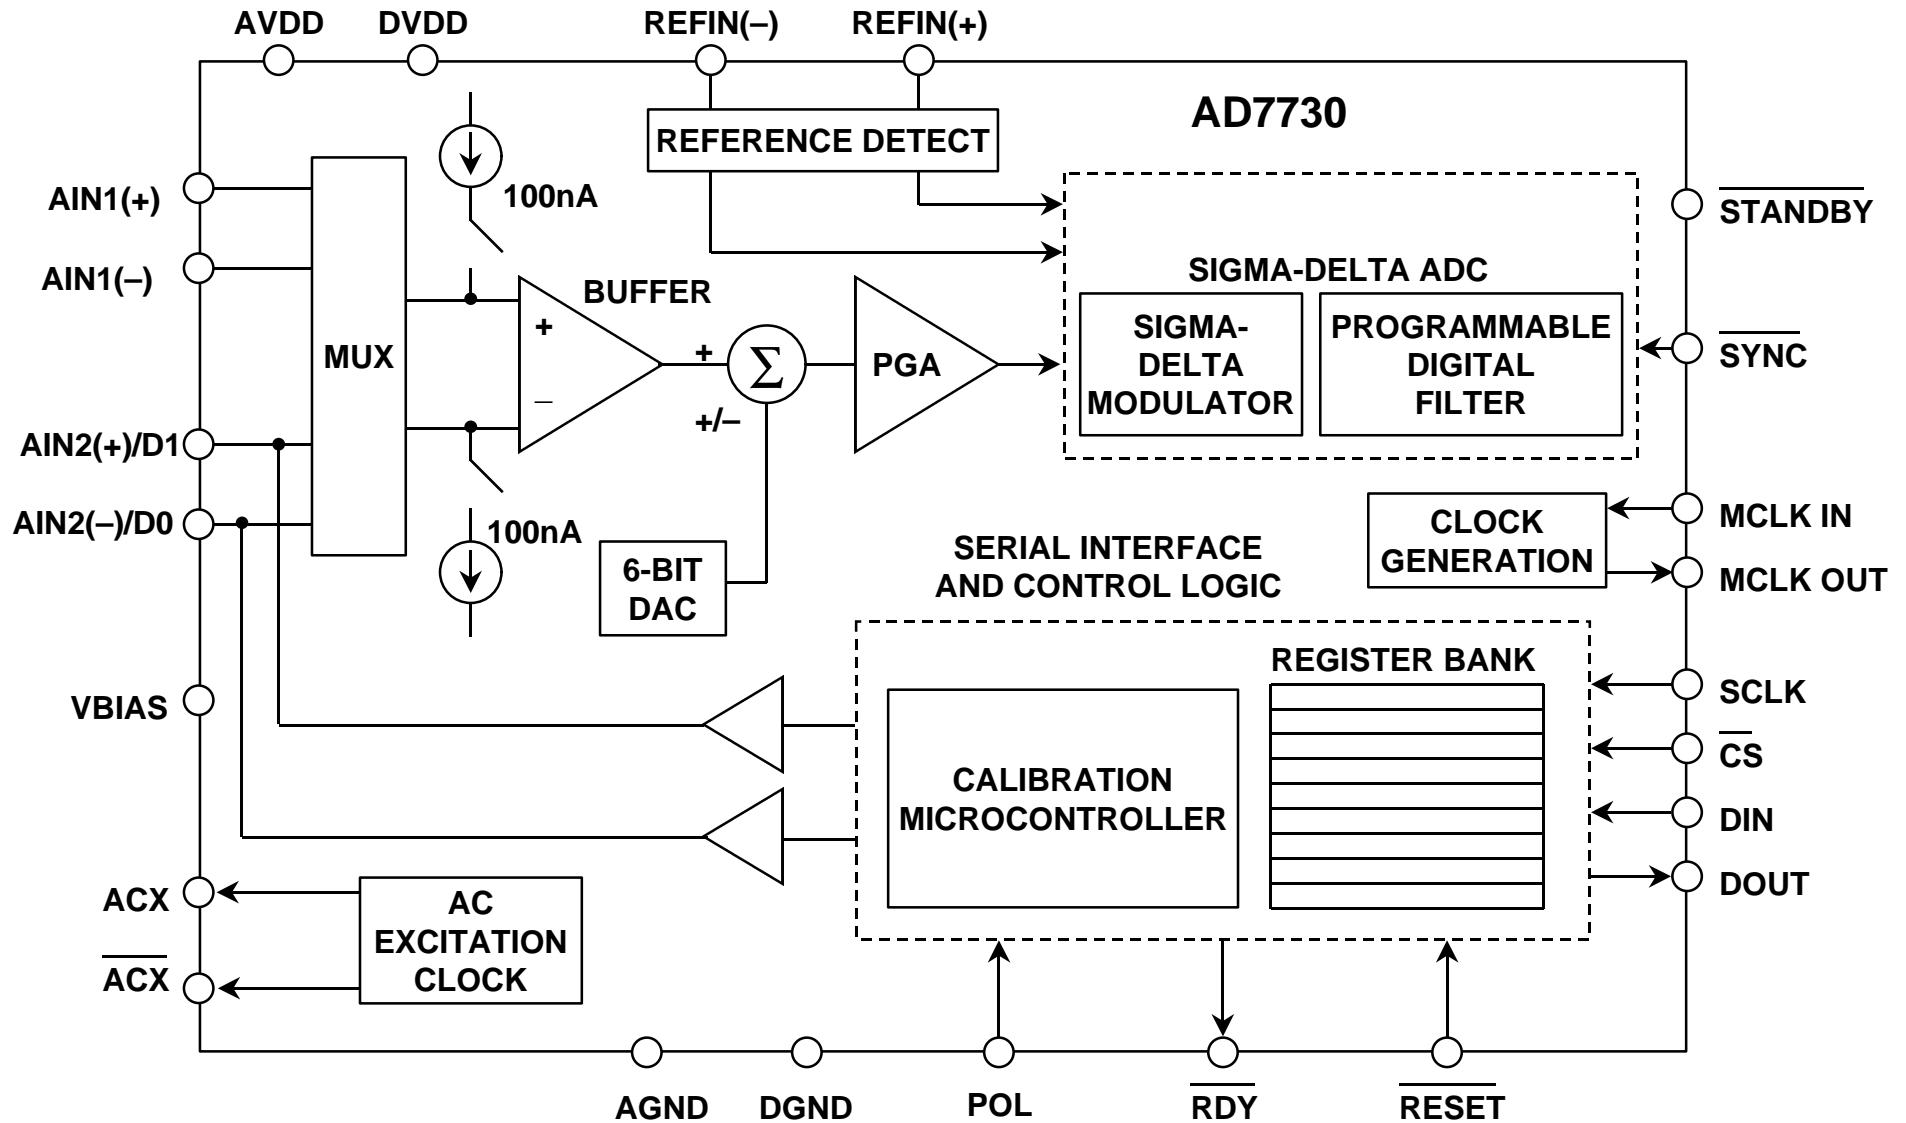 AVDD
DVDD
REFIN(–)
REFIN(+)
AD7730
REFERENCE DETECT
AIN1(+)
100nA
STANDBY
AIN1(–)
SIGMA-DELTA ADC
BUFFER
+
–
MUX
+
Σ
+/–
PGA
SIGMA-
DELTA
MODULATOR
PROGRAMMABLE
DIGITAL
FILTER
SYNC
AIN2(+)/D1
AIN2(–)/D0
100nA
6-BIT
DAC
SERIAL INTERFACE
AND CONTROL LOGIC
CLOCK
GENERATION
MCLK IN
MCLK OUT
REGISTER BANK
VBIAS
SCLK
CS
CALIBRATION
MICROCONTROLLER
DIN
DOUT
ACX
ACX
AC
EXCITATION
CLOCK
AGND
DGND
POL
RDY
RESET